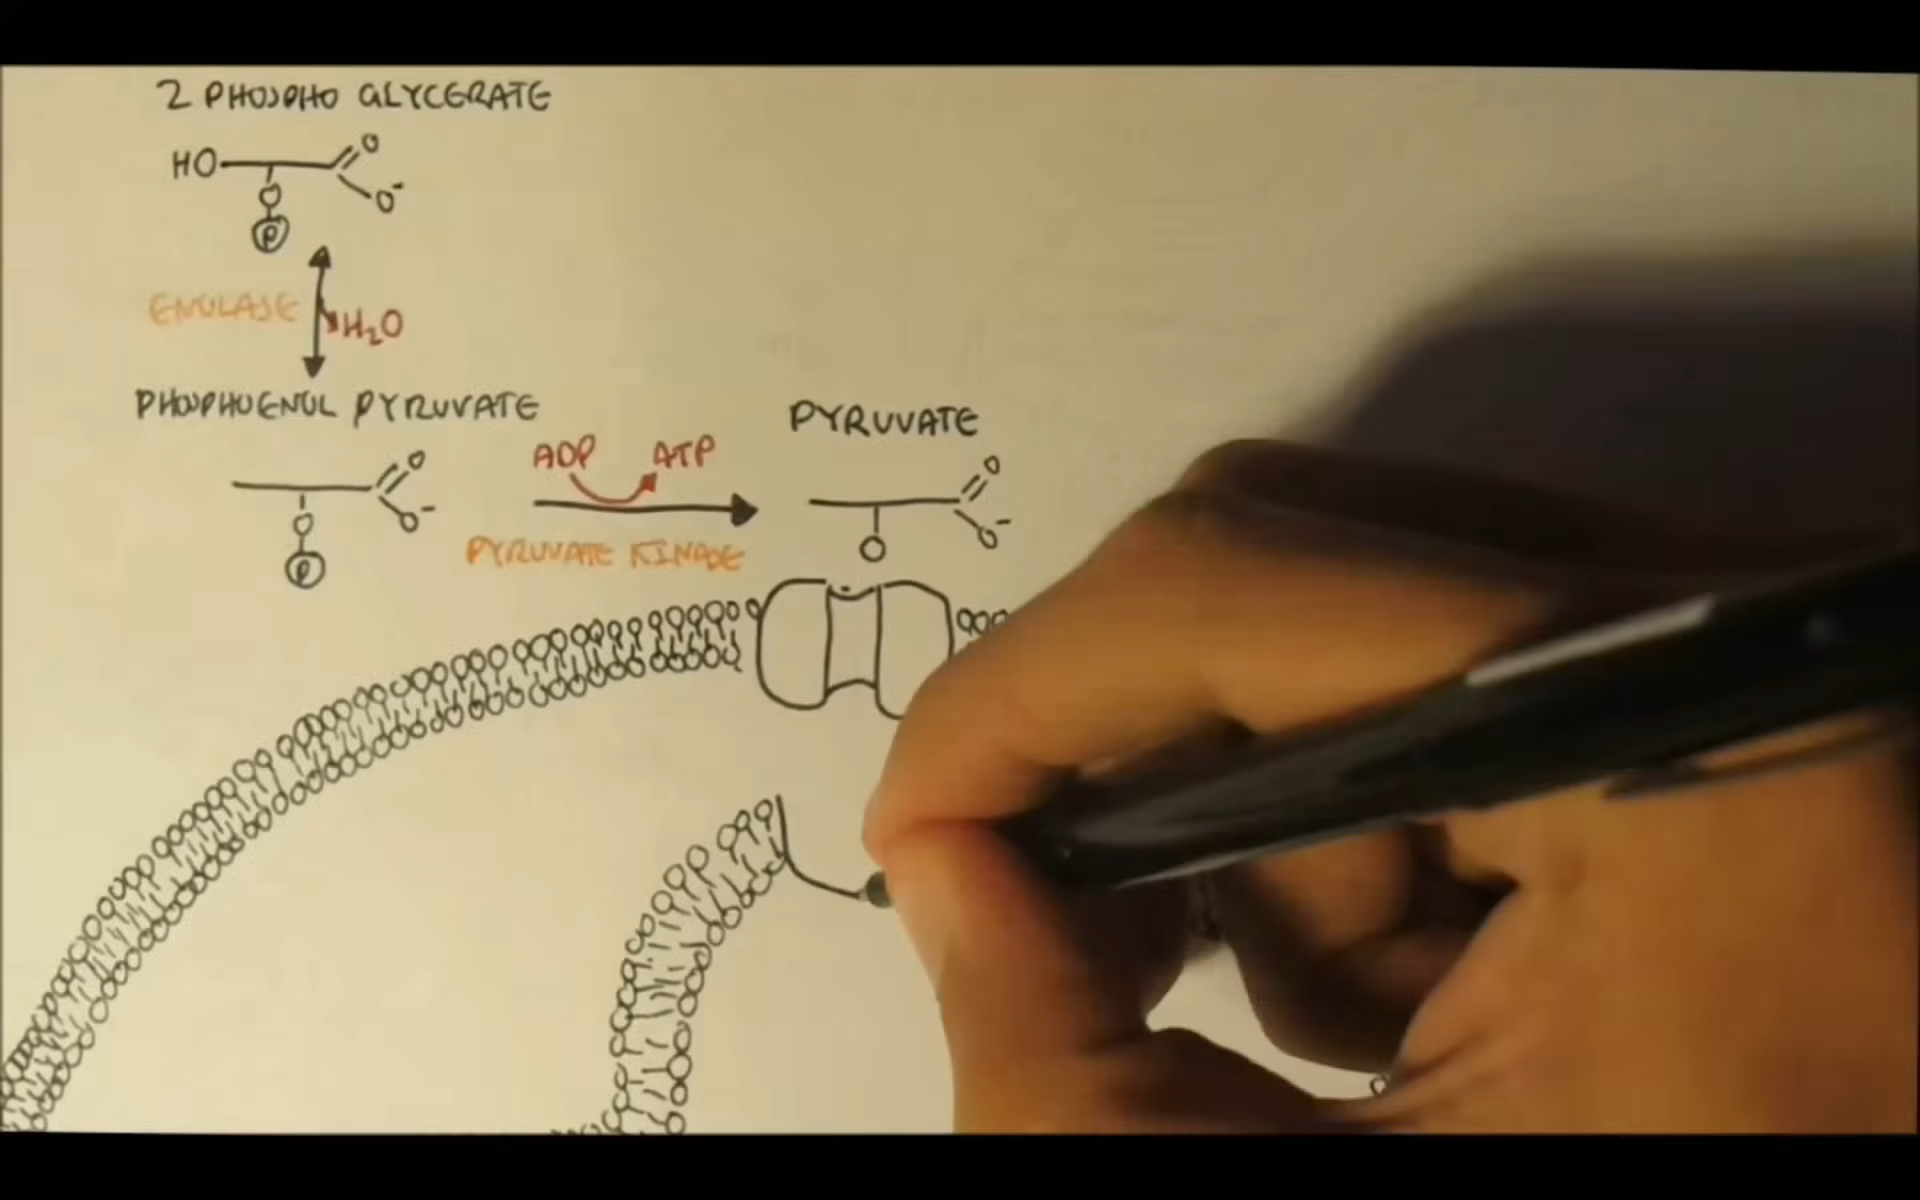 2 PHOSPHO GLYCERATE
HO
O
O-
O
P
ENOLASE
H2O
PHOSPHOENOL PYRUVATE
O
O-
O
P
ADP ATP
PYRUVATE KINASE
PYRUVATE
O
O-
O